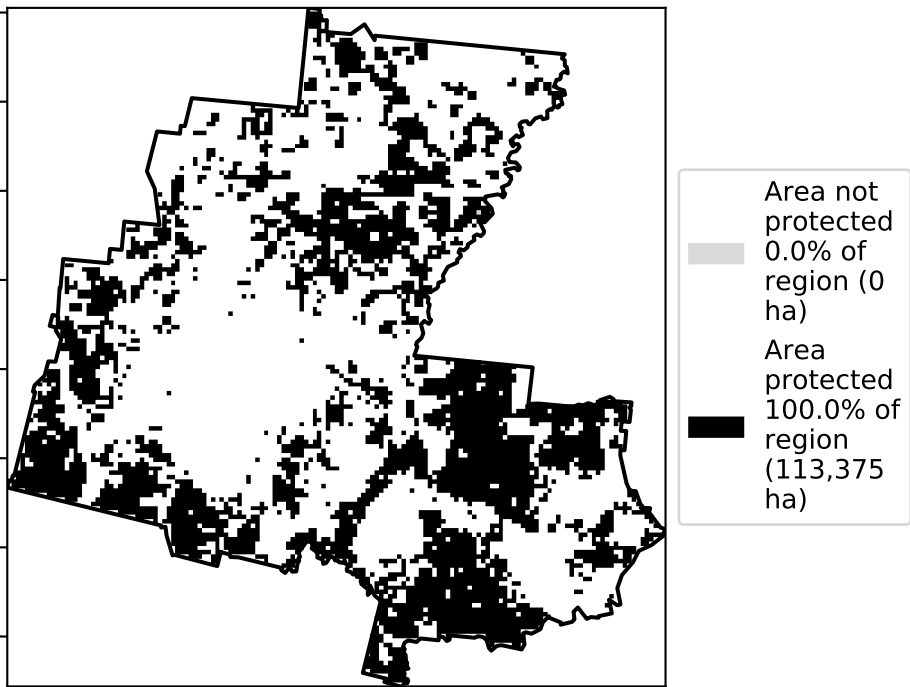 Area not
protected
0.0% of
region (0
ha)
Area
protected
100.0% of
region
(113,375
ha)